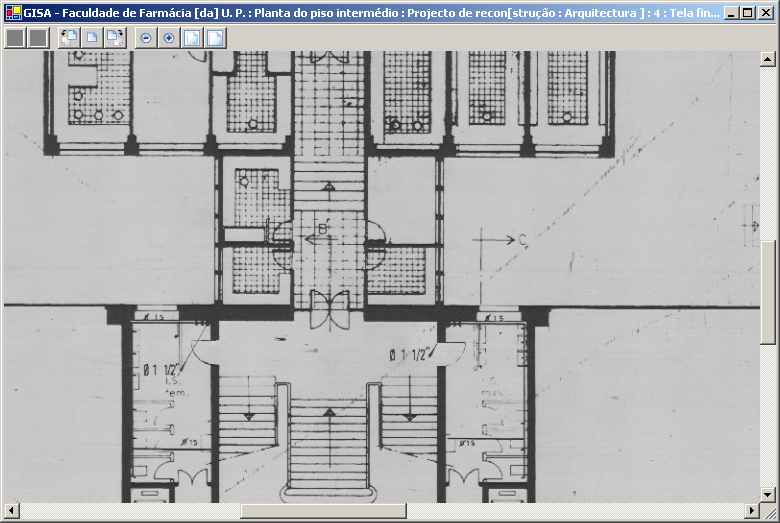 GISA - Faculdade de Farmácia [da] U. P. : Planta do piso intermédio : Projecto de recon[strução : Arquitectura ] : 4 : Tela fin...
B
C
Ø 15
Ø 15
Ø 1 1/2"
Ø 1 1/2"
I.S.
fem.
Ø 15
Ø 15